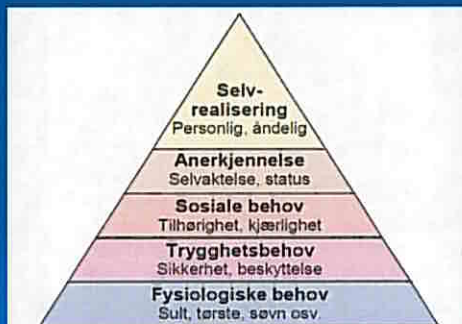 Selv-
realisering
Personlig, åndelig
Anerkjennelse
Selvaktelse, status
Sosiale behov
Tilhørighet, kjærlighet
Trygghetsbehov
Sikkerhet, beskyttelse
Fysiologiske behov
Sult, tørste, søvn osv.